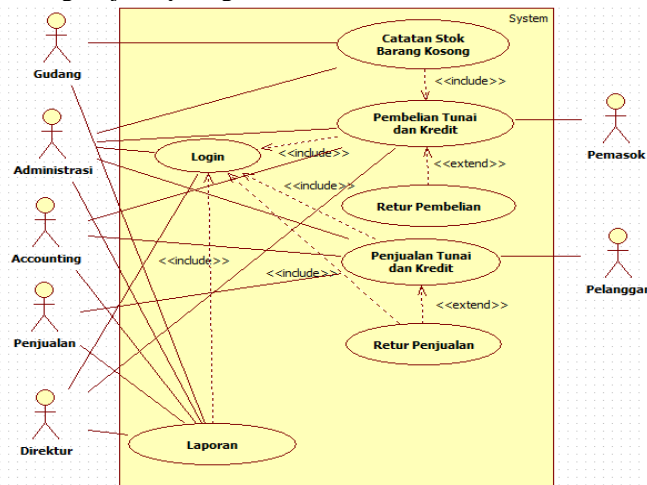 System
Catatan Stok
Barang Kosong
Gudang
<<include>>
Pembelian Tunai
dan Kredit
Pemasok
Login
<<include>>
Administrasi
<<extend>>
<<include>>
Retur Pembelian
Accounting
Penjualan Tunai
dan Kredit
<<include>>
<<include>>
Pelanggan
<<extend>>
Penjualan
Retur Penjualan
Laporan
Direktur